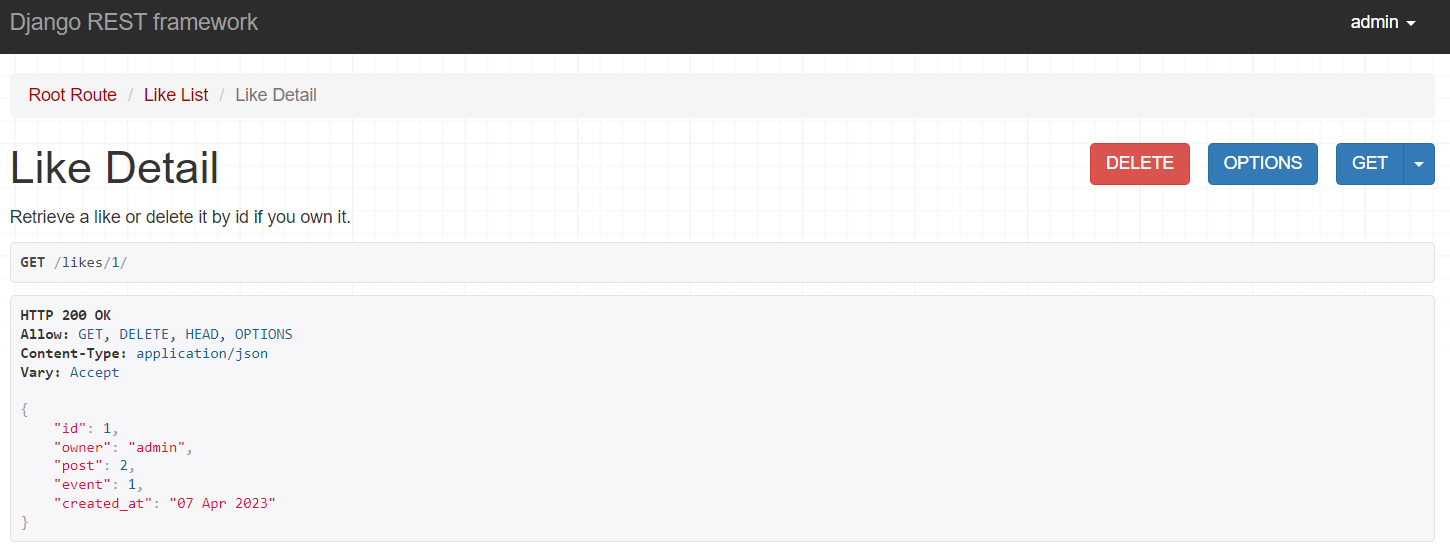 Django REST framework
admin
Root Route / Like List / Like Detail
Like Detail
DELETE
OPTIONS
GET
Retrieve a like or delete it by id if you own it.
GET /likes/1/
HTTP 200 OK
Allow: GET, DELETE, HEAD, OPTIONS
Content-Type: application/json
Vary: Accept
{
    "id": 1,
    "owner": "admin",
    "post": 2,
    "event": 1,
    "created_at": "07 Apr 2023"
}